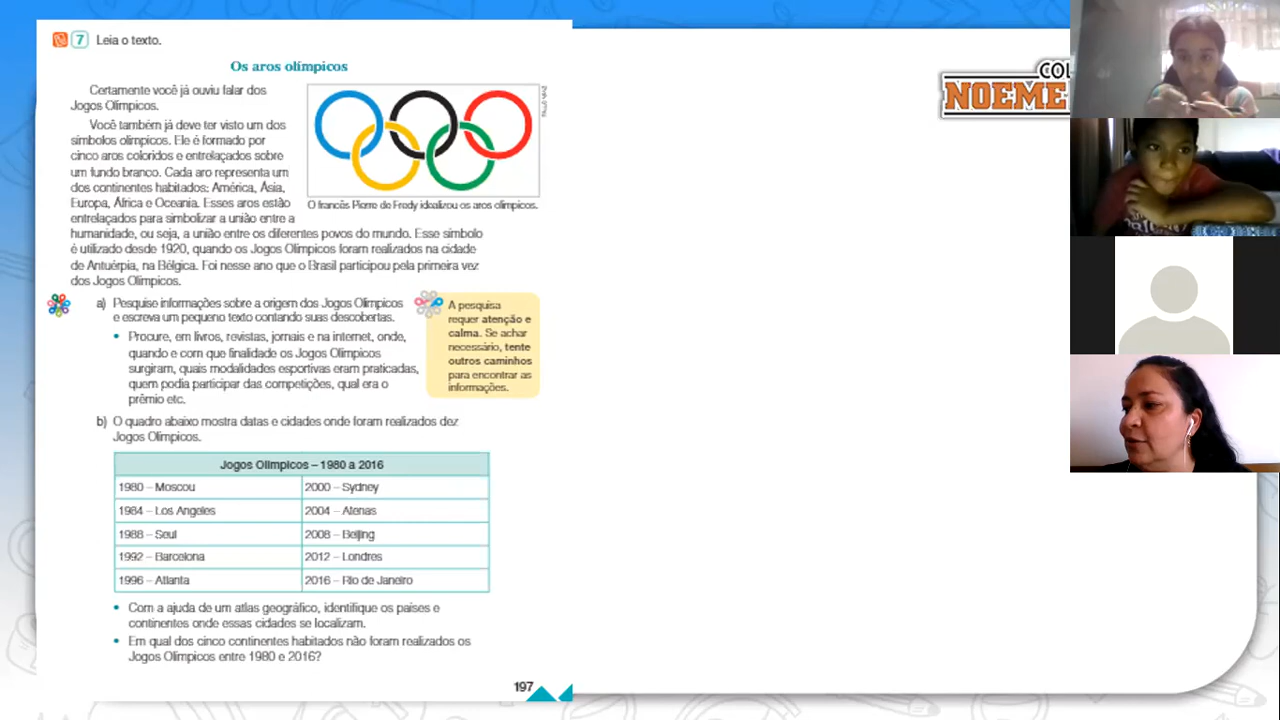 7 Leia o texto.
Os aros olímpicos
Certamente você já ouviu falar dos
Jogos Olímpicos.
Você também já deve ter visto um dos
símbolos olímpicos. Ele é formado por
cinco aros coloridos e entrelaçados sobre
um fundo branco. Cada aro representa um
dos continentes habitados: América, Ásia,
Europa, África e Oceania. Esses aros estão
entrelaçados para simbolizar a união entre a
humanidade, ou seja, a união entre os diferentes povos do mundo. Esse símbolo
é utilizado desde 1920, quando os Jogos Olímpicos foram realizados na cidade
de Antuérpia, na Bélgica. Foi nesse ano que o Brasil participou pela primeira vez
dos Jogos Olímpicos.
O francês Pierre de Fredy idealizou os aros olímpicos.
a) Pesquise informações sobre a origem dos Jogos Olímpicos
e escreva um pequeno texto contando suas descobertas.
• Procure, em livros, revistas, jornais e na internet, onde,
quando e com que finalidade os Jogos Olímpicos
surgiram, quais modalidades esportivas eram praticadas,
quem podia participar das competições, qual era o
prêmio etc.
A pesquisa
requer atenção e
calma. Se achar
necessário, tente
outros caminhos
para encontrar as
informações.
b) O quadro abaixo mostra datas e cidades onde foram realizados dez
Jogos Olímpicos.
Jogos Olímpicos – 1980 a 2016
1980 – Moscou 2000 – Sydney
1984 – Los Angeles 2004 – Atenas
1988 – Seul 2008 – Beijing
1992 – Barcelona 2012 – Londres
1996 – Atlanta 2016 – Rio de Janeiro
• Com a ajuda de um atlas geográfico, identifique os países e
continentes onde essas cidades se localizam.
• Em qual dos cinco continentes habitados não foram realizados os
Jogos Olímpicos entre 1980 e 2016?
197
COL
NOEME